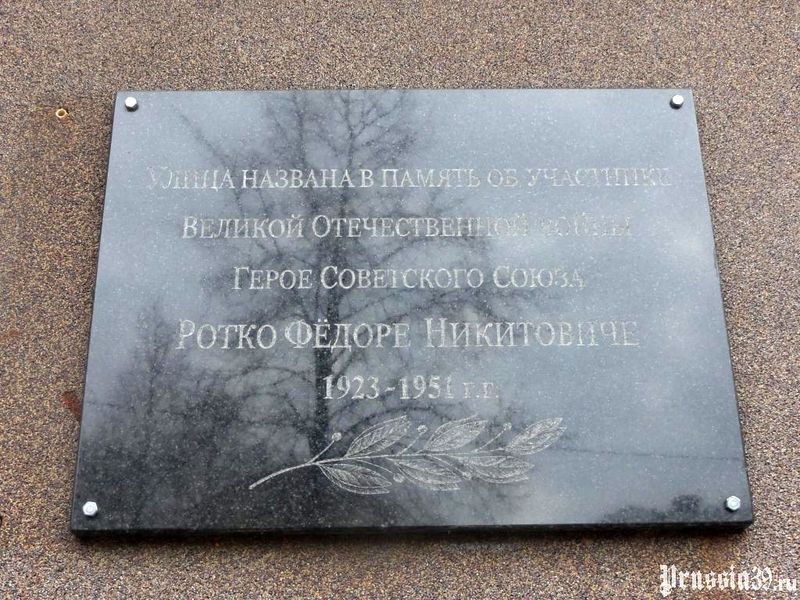 Улица названа в память об участнике
Великой Отечественной войны
Герое Советского Союза
Ротко Фёдоре Никитовиче
1923-1951 г.г.
Prussia39.ru